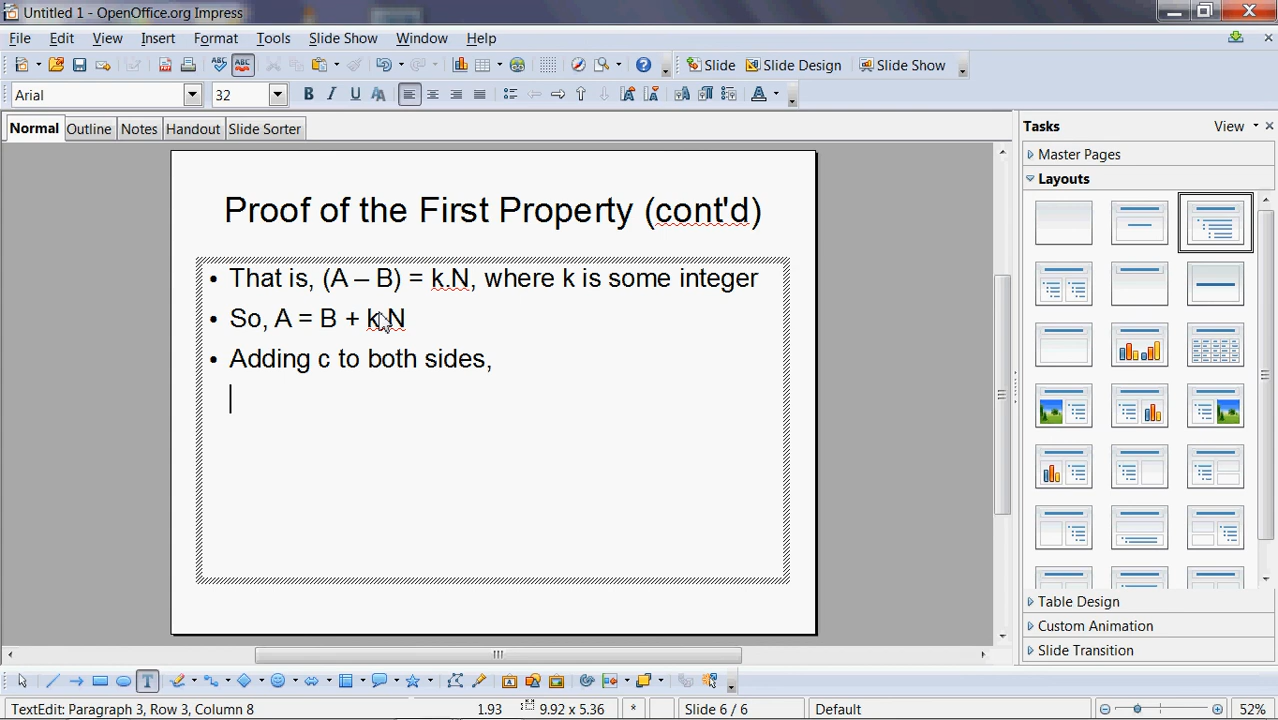 Untitled 1 - OpenOffice.org Impress
File Edit View Insert Format Tools Slide Show Window Help
Slide Slide Design Slide Show
Arial 32 B I U A
Normal Outline Notes Handout Slide Sorter
Tasks View
Master Pages
Layouts
Proof of the First Property (cont'd)
• That is, (A – B) = k.N, where k is some integer
• So, A = B + k.N
• Adding c to both sides,
Table Design
Custom Animation
Slide Transition
TextEdit: Paragraph 3, Row 3, Column 8 1.93 9.92 x 5.36 * Slide 6 / 6 Default 52%